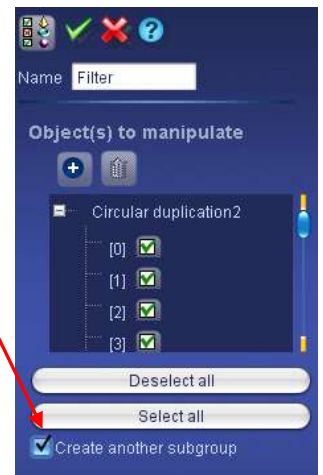 Name Filter
Object(s) to manipulate
Circular duplication2
[0]
[1]
[2]
[3]
Deselect all
Select all
Create another subgroup